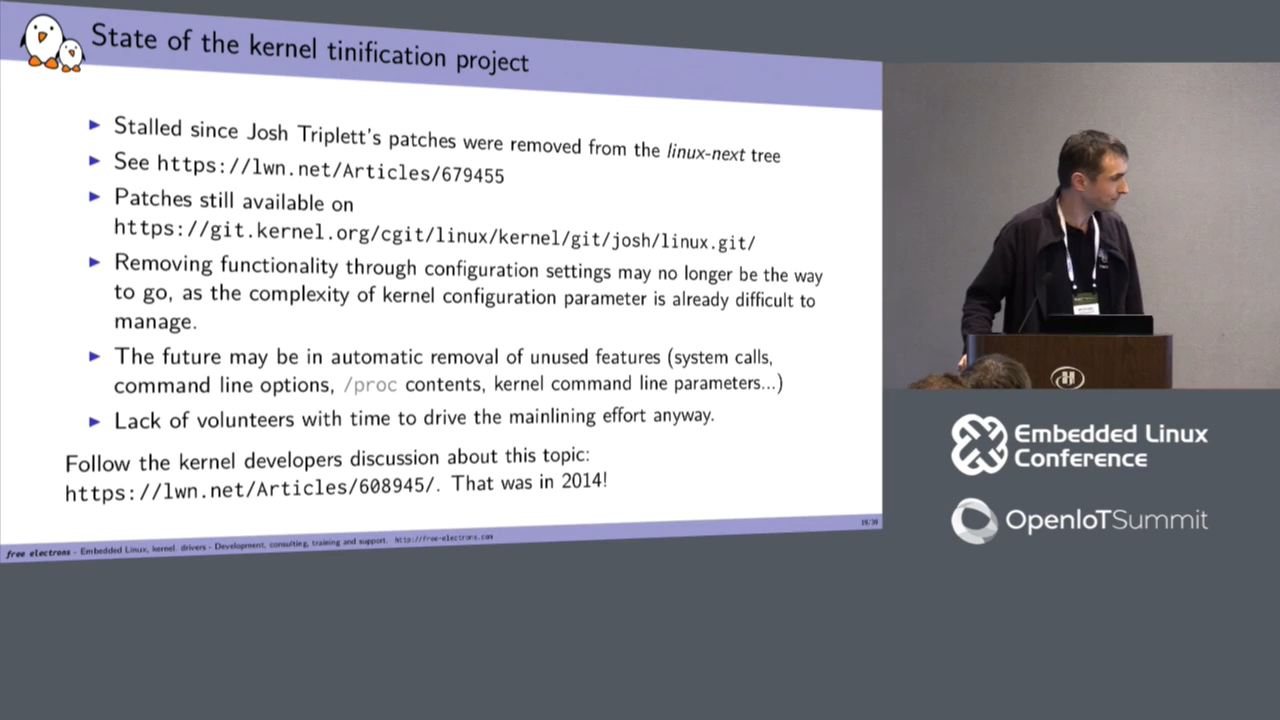 State of the kernel tinification project
Stalled since Josh Triplett's patches were removed from the linux-next tree
See https://lwn.net/Articles/679455
Patches still available on
https://git.kernel.org/cgit/linux/kernel/git/josh/linux.git/
Removing functionality through configuration settings may no longer be the way
to go, as the complexity of kernel configuration parameter is already difficult to
manage.
The future may be in automatic removal of unused features (system calls,
command line options, /proc contents, kernel command line parameters...)
Lack of volunteers with time to drive the mainlining effort anyway.
Follow the kernel developers discussion about this topic:
https://lwn.net/Articles/608945/. That was in 2014!
free electrons - Embedded Linux, kernel, drivers - Development, consulting, training and support. http://free-electrons.com
H
Embedded Linux
Conference
OpenIoTSummit